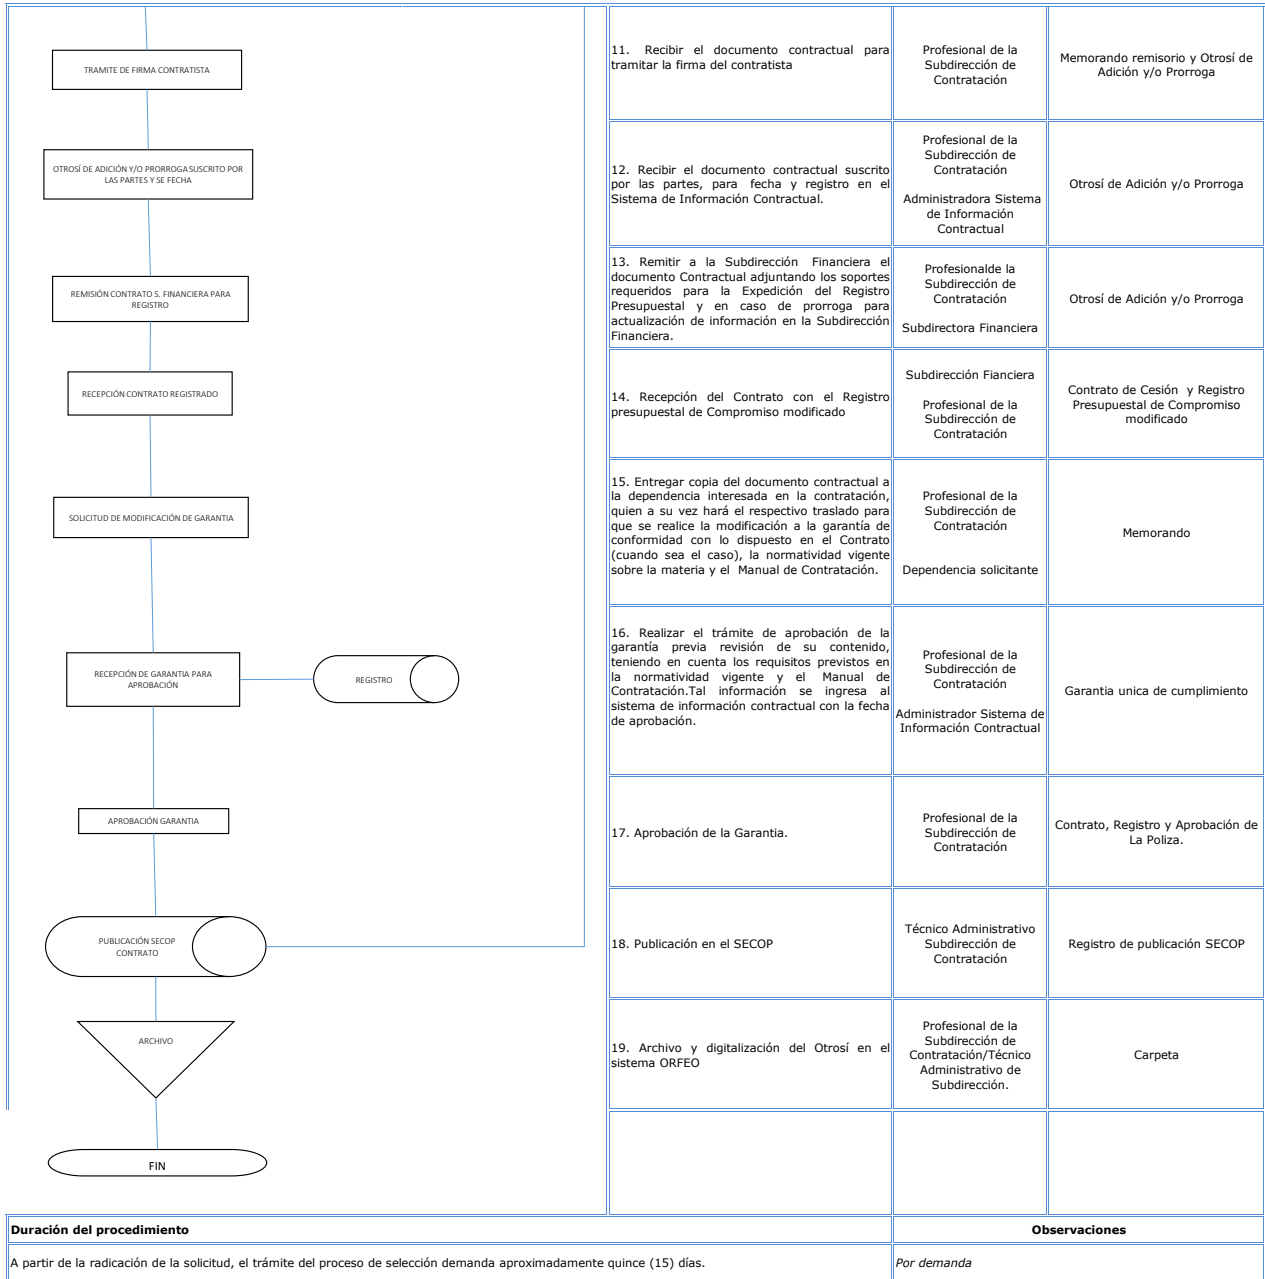 TRAMITE DE FIRMA CONTRATISTA
11. Recibir el documento contractual para
tramitar la firma del contratista
Profesional de la
Subdirección de
Contratación
Memorando remisorio y Otrosí de
Adición y/o Prorroga
OTROSÍ DE ADICIÓN Y/O PRORROGA SUSCRITO POR
LAS PARTES Y SE FECHA
12. Recibir el documento contractual suscrito
por las partes, para fecha y registro en el
Sistema de Información Contractual.
Profesional de la
Subdirección de
Contratación
Administradora Sistema
de Información
Contractual
Otrosí de Adición y/o Prorroga
REMISIÓN CONTRATO S. FINANCIERA PARA
REGISTRO
13. Remitir a la Subdirección Financiera el
documento Contractual adjuntando los soportes
requeridos para la Expedición del Registro
Presupuestal y en caso de prorroga para
actualización de información en la Subdirección
Financiera.
Profesionalde la
Subdirección de
Contratación
Subdirectora Financiera
Otrosí de Adición y/o Prorroga
RECEPCIÓN CONTRATO REGISTRADO
14. Recepción del Contrato con el Registro
presupuestal de Compromiso modificado
Subdirección Fianciera
Profesional de la
Subdirección de
Contratación
Contrato de Cesión y Registro
Presupuestal de Compromiso
modificado
SOLICITUD DE MODIFICACIÓN DE GARANTIA
15. Entregar copia del documento contractual a
la dependencia interesada en la contratación,
quien a su vez hará el respectivo traslado para
que se realice la modificación a la garantía de
conformidad con lo dispuesto en el Contrato
(cuando sea el caso), la normatividad vigente
sobre la materia y el Manual de Contratación.
Profesional de la
Subdirección de
Contratación
Dependencia solicitante
Memorando
RECEPCIÓN DE GARANTIA PARA
APROBACIÓN
REGISTRO
16. Realizar el trámite de aprobación de la
garantía previa revisión de su contenido,
teniendo en cuenta los requisitos previstos en
la normatividad vigente y el Manual de
Contratación.Tal información se ingresa al
sistema de información contractual con la fecha
de aprobación.
Profesional de la
Subdirección de
Contratación
Administrador Sistema de
Información Contractual
Garantia unica de cumplimiento
APROBACIÓN GARANTIA
17. Aprobación de la Garantia.
Profesional de la
Subdirección de
Contratación
Contrato, Registro y Aprobación de
La Poliza.
PUBLICACIÓN SECOP
CONTRATO
18. Publicación en el SECOP
Técnico Administrativo
Subdirección de
Contratación
Registro de publicación SECOP
ARCHIVO
19. Archivo y digitalización del Otrosí en el
sistema ORFEO
Profesional de la
Subdirección de
Contratación/Técnico
Administrativo de
Subdirección.
Carpeta
FIN
Duración del procedimiento
Observaciones
A partir de la radicación de la solicitud, el trámite del proceso de selección demanda aproximadamente quince (15) días.
Por demanda